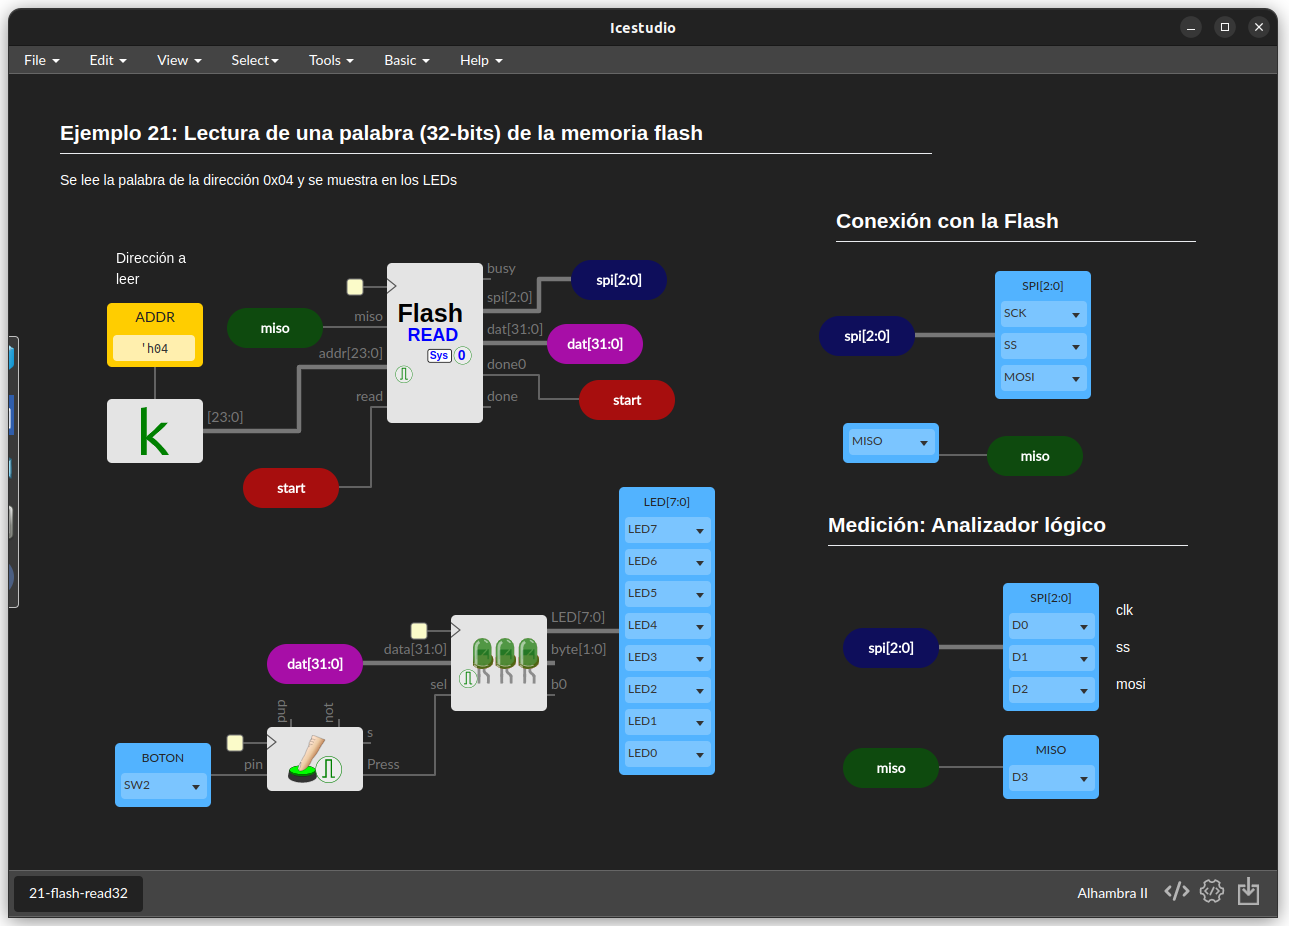 Icestudio
File Edit View Select Tools Basic Help
Ejemplo 21: Lectura de una palabra (32-bits) de la memoria flash
Se lee la palabra de la dirección 0x04 y se muestra en los LEDs
Dirección a
leer
ADDR
'h04
k
[23:0]
miso
addr[23:0]
read
miso
Flash
READ
Sys 0
busy
spi[2:0]
dat[31:0]
done0
done
spi[2:0]
dat[31:0]
start
start
dat[31:0]
data[31:0]
sel
LED[7:0]
byte[1:0]
b0
LED[7:0]
LED7
LED6
LED5
LED4
LED3
LED2
LED1
LED0
BOTON
SW2
pin
pup
not
s
Press
Conexión con la Flash
spi[2:0]
SPI[2:0]
SCK
SS
MOSI
MISO
miso
Medición: Analizador lógico
spi[2:0]
SPI[2:0]
D0
D1
D2
clk
ss
mosi
miso
MISO
D3
21-flash-read32
Alhambra II